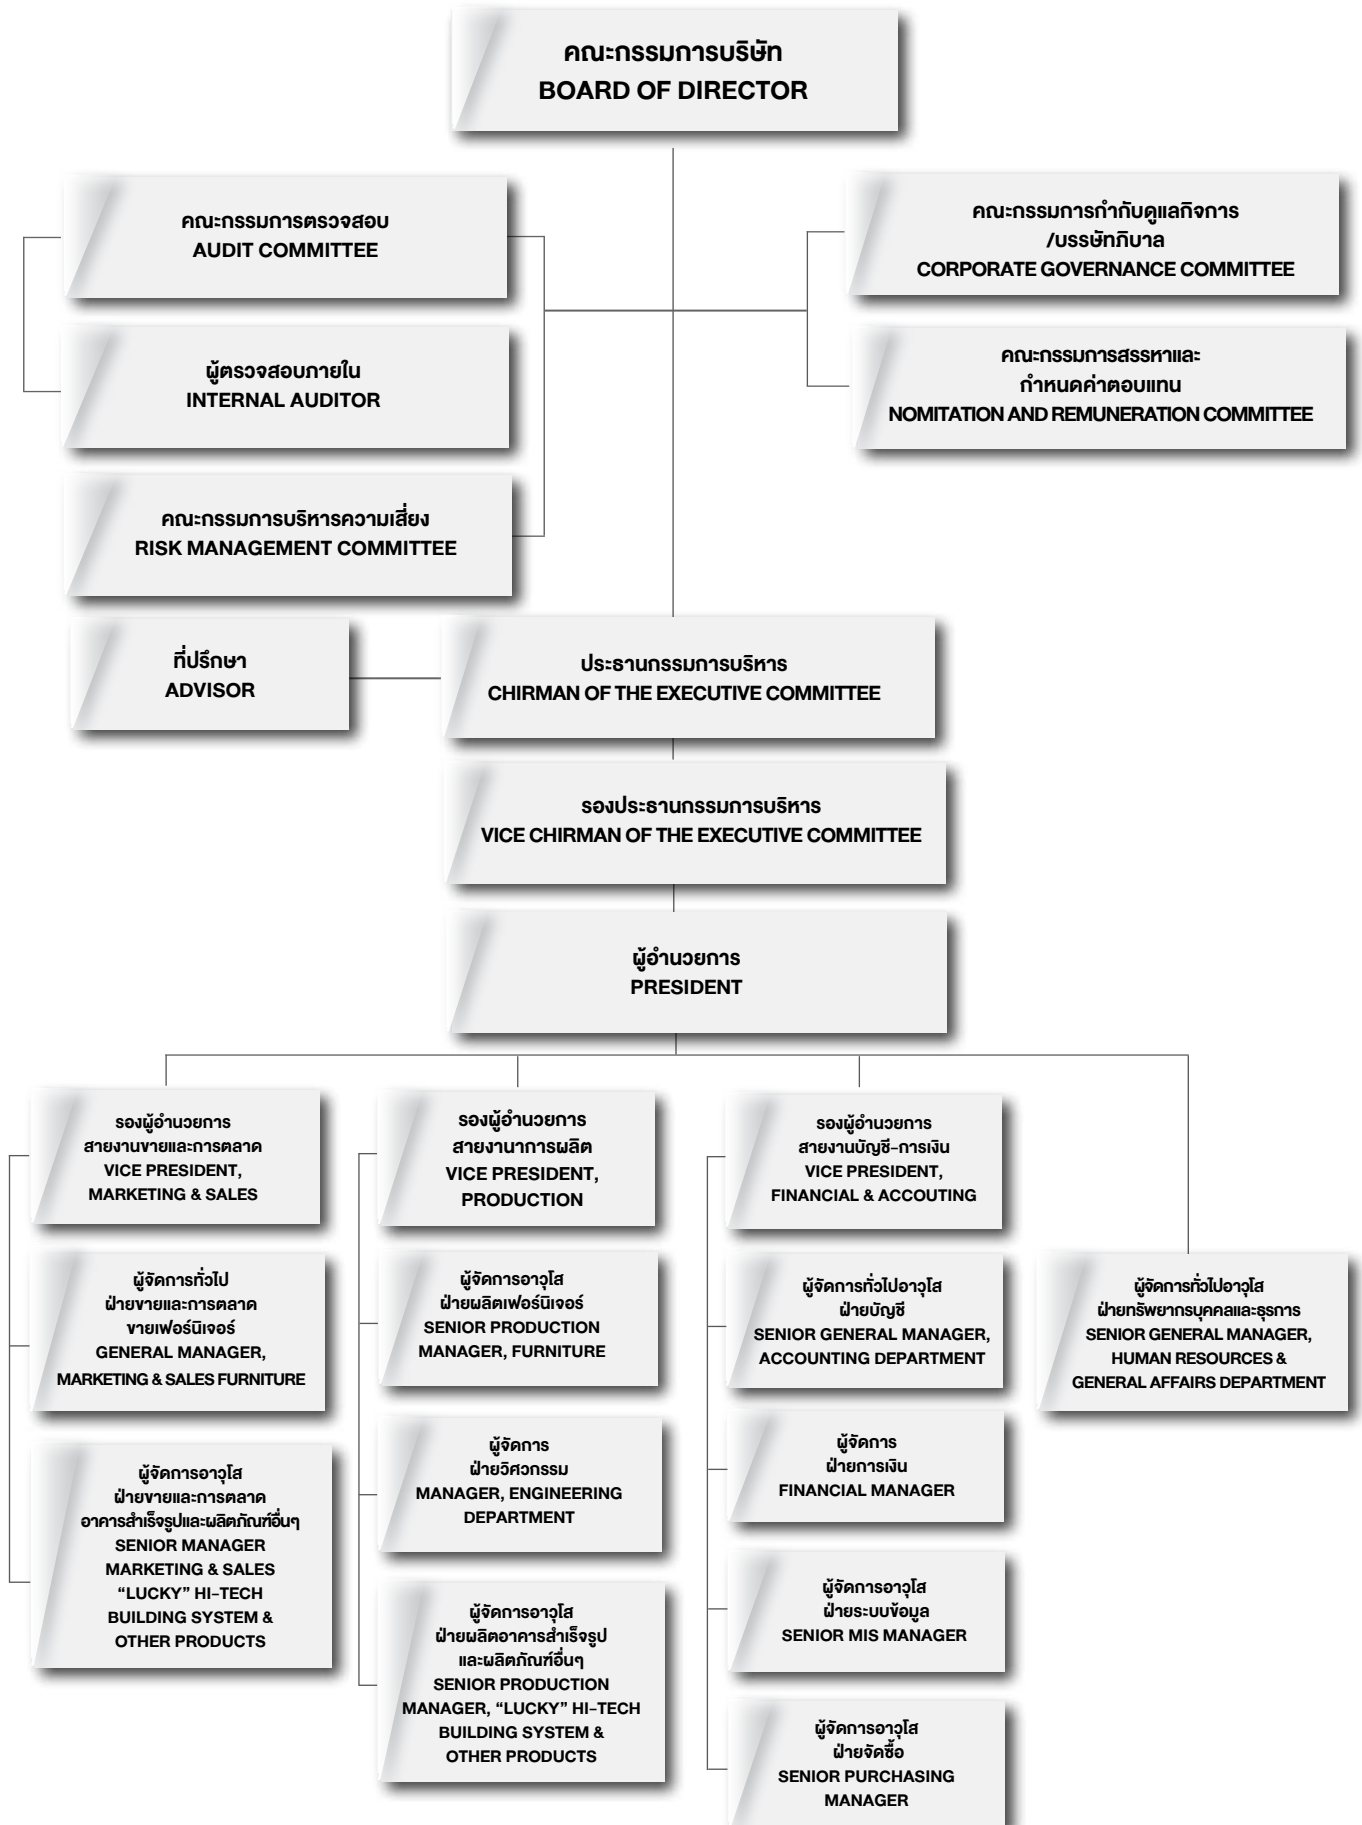 คณะกรรมการบริษัท
BOARD OF DIRECTOR
คณะกรรมการตรวจสอบ
AUDIT COMMITTEE
คณะกรรมการกำกับดูแลกิจการ
/บรรษัทภิบาล
CORPORATE GOVERNANCE COMMITTEE
ผู้ตรวจสอบภายใน
INTERNAL AUDITOR
คณะกรรมการสรรหาและ
กำหนดค่าตอบแทน
NOMITATION AND REMUNERATION COMMITTEE
คณะกรรมการบริหารความเสี่ยง
RISK MANAGEMENT COMMITTEE
ที่ปรึกษา
ADVISOR
ประธานกรรมการบริหาร
CHIRMAN OF THE EXECUTIVE COMMITTEE
รองประธานกรรมการบริหาร
VICE CHIRMAN OF THE EXECUTIVE COMMITTEE
ผู้อำนวยการ
PRESIDENT
รองผู้อำนวยการ
สายงานขายและการตลาด
VICE PRESIDENT,
MARKETING & SALES
ผู้จัดการทั่วไป
ฝ่ายขายและการตลาด
ขายเฟอร์นิเจอร์
GENERAL MANAGER,
MARKETING & SALES FURNITURE
ผู้จัดการอาวุโส
ฝ่ายขายและการตลาด
อาคารสำเร็จรูปและผลิตภัณฑ์อื่นๆ
SENIOR MANAGER
MARKETING & SALES
“LUCKY” HI-TECH
BUILDING SYSTEM &
OTHER PRODUCTS
รองผู้อำนวยการ
สายงานาการผลิต
VICE PRESIDENT,
PRODUCTION
ผู้จัดการอาวุโส
ฝ่ายผลิตเฟอร์นิเจอร์
SENIOR PRODUCTION
MANAGER, FURNITURE
ผู้จัดการ
ฝ่ายวิศวกรรม
MANAGER, ENGINEERING
DEPARTMENT
ผู้จัดการอาวุโส
ฝ่ายผลิตอาคารสำเร็จรูป
และผลิตภัณฑ์อื่นๆ
SENIOR PRODUCTION
MANAGER, “LUCKY” HI-TECH
BUILDING SYSTEM &
OTHER PRODUCTS
รองผู้อำนวยการ
สายงานบัญชี-การเงิน
VICE PRESIDENT,
FINANCIAL & ACCOUTING
ผู้จัดการทั่วไปอาวุโส
ฝ่ายบัญชี
SENIOR GENERAL MANAGER,
ACCOUNTING DEPARTMENT
ผู้จัดการ
ฝ่ายการเงิน
FINANCIAL MANAGER
ผู้จัดการอาวุโส
ฝ่ายระบบข้อมูล
SENIOR MIS MANAGER
ผู้จัดการอาวุโส
ฝ่ายจัดซื้อ
SENIOR PURCHASING
MANAGER
ผู้จัดการทั่วไปอาวุโส
ฝ่ายทรัพยากรบุคคลและธุรการ
SENIOR GENERAL MANAGER,
HUMAN RESOURCES &
GENERAL AFFAIRS DEPARTMENT